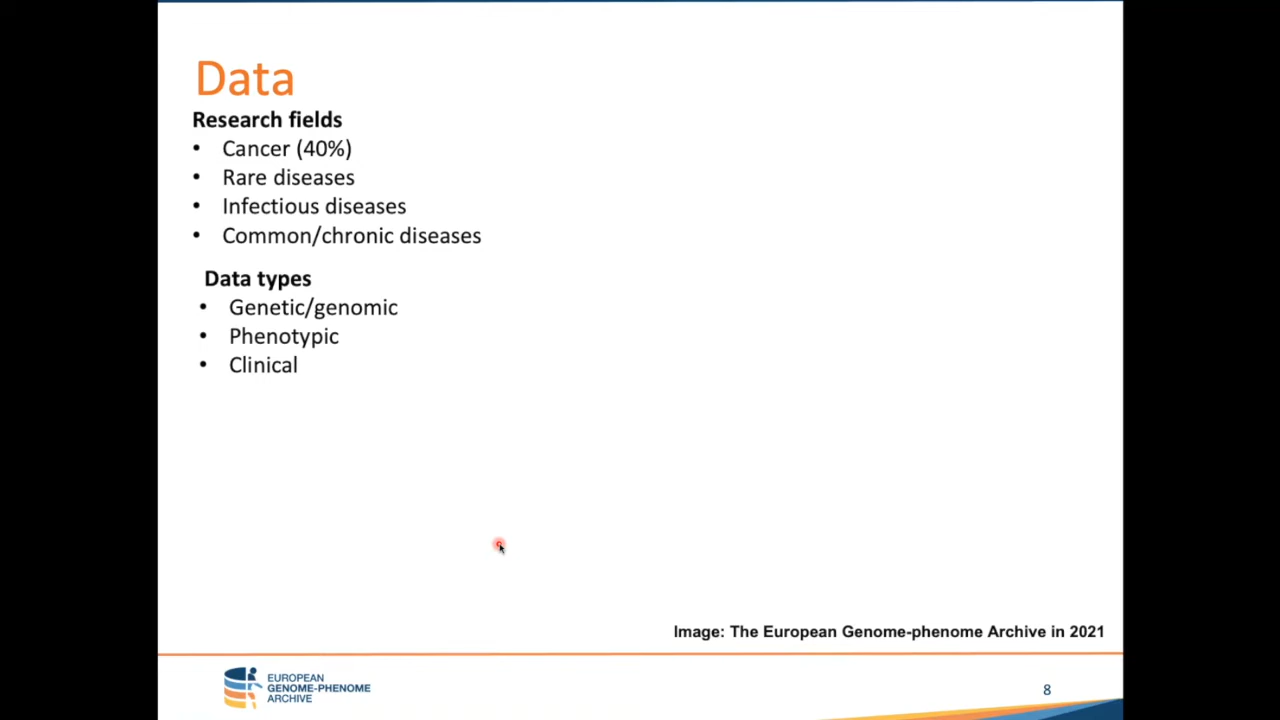 Data
Research fields
• Cancer (40%)
• Rare diseases
• Infectious diseases
• Common/chronic diseases
Data types
• Genetic/genomic
• Phenotypic
• Clinical
Image: The European Genome-phenome Archive in 2021
EUROPEAN
GENOME-PHENOME
ARCHIVE
8